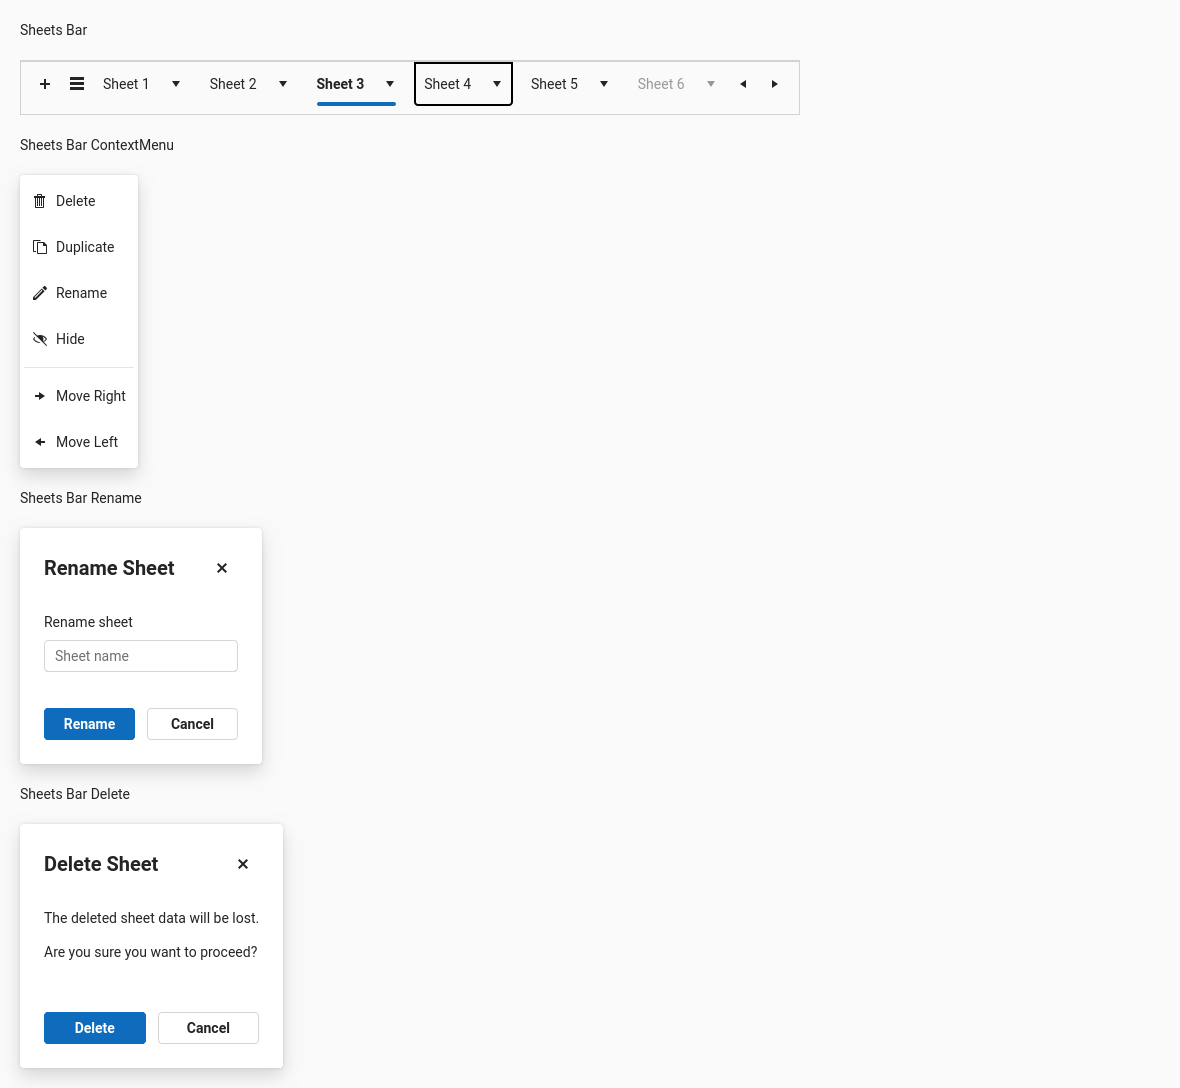 Sheets Bar
Sheet 1 Sheet 2 Sheet 3 Sheet 4 Sheet 5 Sheet 6
Sheets Bar ContextMenu
Delete
Duplicate
Rename
Hide
Move Right
Move Left
Sheets Bar Rename
Rename Sheet
Rename sheet
Sheet name
Rename Cancel
Sheets Bar Delete
Delete Sheet
The deleted sheet data will be lost.
Are you sure you want to proceed?
Delete Cancel